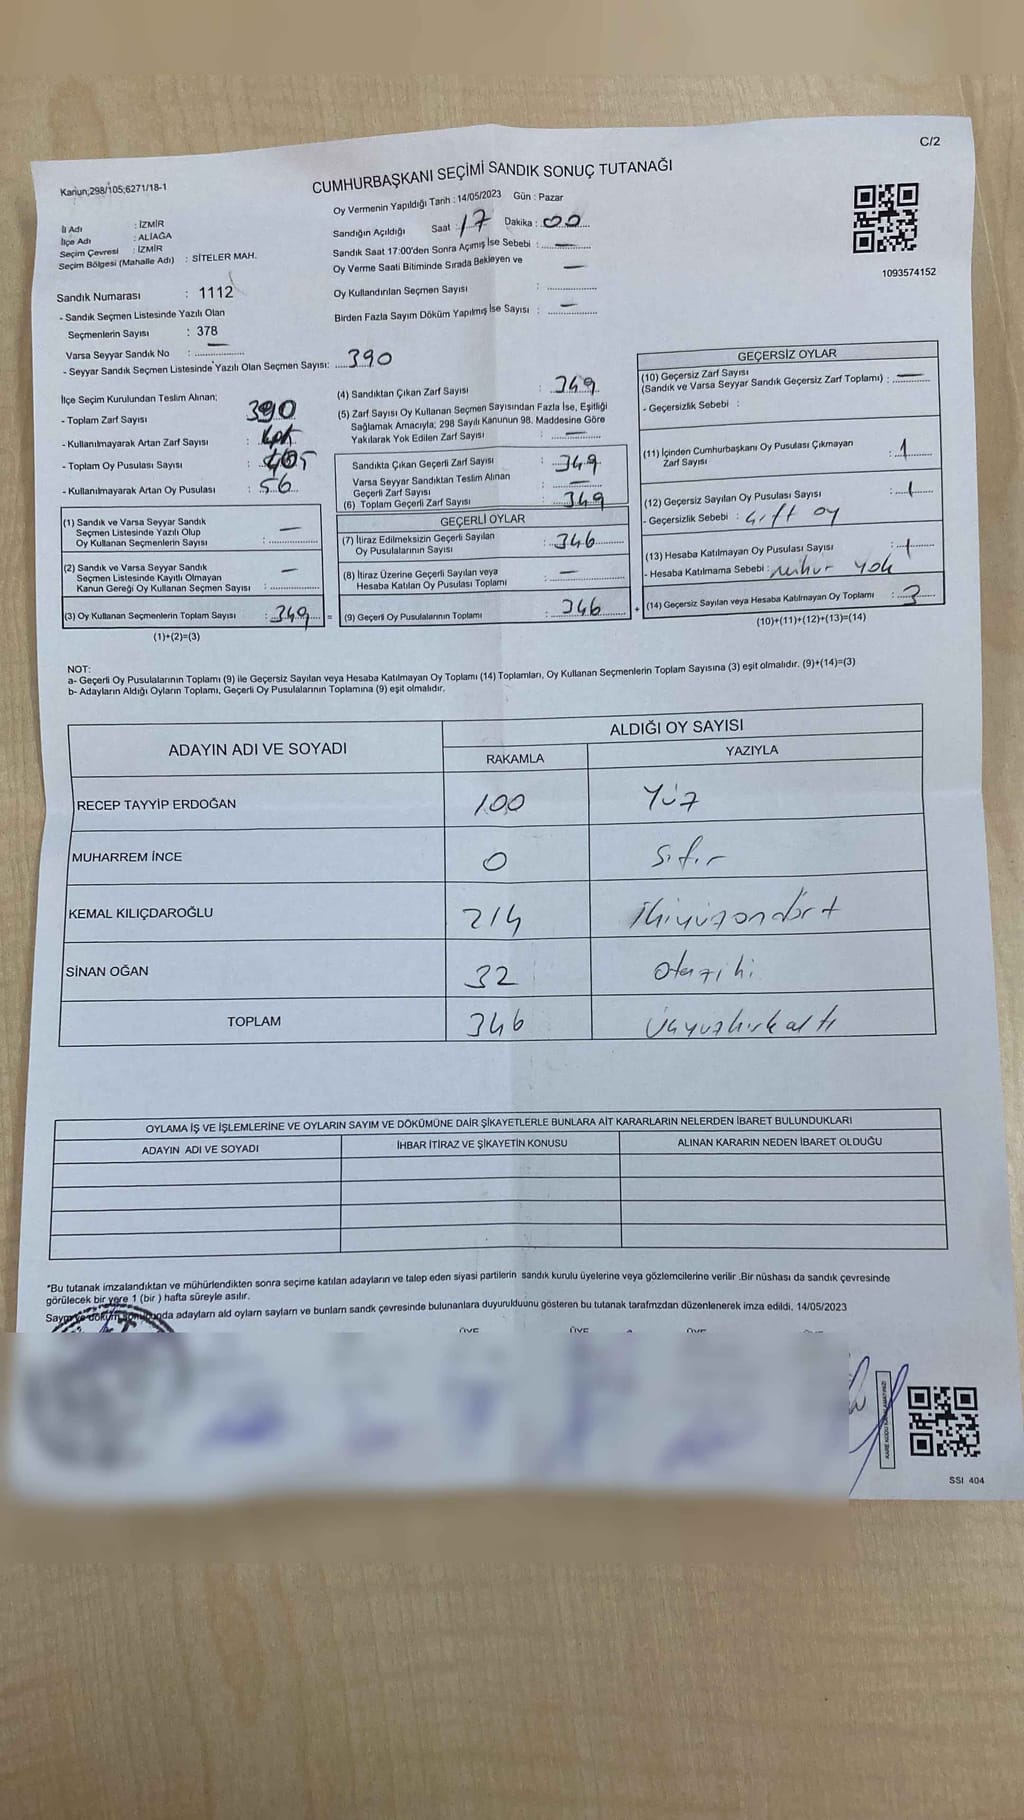 C/2
Kanun;298/105;6271/18-1
CUMHURBAŞKANI SEÇİMİ SANDIK SONUÇ TUTANAĞI
1093574152
İl Adı : İZMİR
İlçe Adı : ALİAĞA
Seçim Çevresi : İZMİR
Seçim Bölgesi (Mahalle Adı) : SİTELER MAH.
Sandık Numarası : 1112
- Sandık Seçmen Listesinde Yazılı Olan
Seçmenlerin Sayısı : 378
Varsa Seyyar Sandık No : —
- Seyyar Sandık Seçmen Listesinde Yazılı Olan Seçmen Sayısı: 390
Oy Vermenin Yapıldığı Tarih : 14/05/2023 Gün : Pazar
Sandığın Açıldığı Saat : 17 Dakika : 00
Sandık Saat 17:00'den Sonra Açımış İse Sebebi : —
Oy Verme Saati Bitiminde Sırada Bekleyen ve —
Oy Kullandırılan Seçmen Sayısı :
Birden Fazla Sayım Döküm Yapılmış İse Sayısı : —
İlçe Seçim Kurulundan Teslim Alınan;
- Toplam Zarf Sayısı : 390
- Kullanılmayarak Artan Zarf Sayısı :
- Toplam Oy Pusulası Sayısı : 405
- Kullanılmayarak Artan Oy Pusulası : 56
(1) Sandık ve Varsa Seyyar Sandık
Seçmen Listesinde Yazılı Olup
Oy Kullanan Seçmenlerin Sayısı : —
(2) Sandık ve Varsa Seyyar Sandık
Seçmen Listesinde Kayıtlı Olmayan
Kanun Gereği Oy Kullanan Seçmen Sayısı : —
(3) Oy Kullanan Seçmenlerin Toplam Sayısı : 349 =
(1)+(2)=(3)
(4) Sandıktan Çıkan Zarf Sayısı : 349
(5) Zarf Sayısı Oy Kullanan Seçmen Sayısından Fazla İse, Eşitliği
Sağlamak Amacıyla; 298 Sayılı Kanunun 98. Maddesine Göre
Yakılarak Yok Edilen Zarf Sayısı : —
Sandıkta Çıkan Geçerli Zarf Sayısı : 349
Varsa Seyyar Sandıktan Teslim Alınan
Geçerli Zarf Sayısı : —
(6) Toplam Geçerli Zarf Sayısı : 349
GEÇERLİ OYLAR
(7) İtiraz Edilmeksizin Geçerli Sayılan
Oy Pusulalarının Sayısı : 346
(8) İtiraz Üzerine Geçerli Sayılan veya
Hesaba Katılan Oy Pusulası Toplamı : —
(9) Geçerli Oy Pusulalarının Toplamı : 346 +
GEÇERSİZ OYLAR
(10) Geçersiz Zarf Sayısı
(Sandık ve Varsa Seyyar Sandık Geçersiz Zarf Toplamı) : —
- Geçersizlik Sebebi :
(11) İçinden Cumhurbaşkanı Oy Pusulası Çıkmayan
Zarf Sayısı : 1
(12) Geçersiz Sayılan Oy Pusulası Sayısı : 1
- Geçersizlik Sebebi : Çift oy
(13) Hesaba Katılmayan Oy Pusulası Sayısı : 1
- Hesaba Katılmama Sebebi : mühür yok
(14) Geçersiz Sayılan veya Hesaba Katılmayan Oy Toplamı : 3
(10)+(11)+(12)+(13)=(14)
NOT:
a- Geçerli Oy Pusulalarının Toplamı (9) ile Geçersiz Sayılan veya Hesaba Katılmayan Oy Toplamı (14) Toplamları, Oy Kullanan Seçmenlerin Toplam Sayısına (3) eşit olmalıdır. (9)+(14)=(3)
b- Adayların Aldığı Oyların Toplamı, Geçerli Oy Pusulalarının Toplamına (9) eşit olmalıdır.
ADAYIN ADI VE SOYADI ALDIĞI OY SAYISI
RAKAMLA YAZIYLA
RECEP TAYYİP ERDOĞAN 100 Yüz
MUHARREM İNCE 0 Sıfır
KEMAL KILIÇDAROĞLU 214 İkiyüzondört
SİNAN OĞAN 32 Otuziki
TOPLAM 346 Üçyüzkırkaltı
OYLAMA İŞ VE İŞLEMLERİNE VE OYLARIN SAYIM VE DÖKÜMÜNE DAİR ŞİKAYETLERLE BUNLARA AİT KARARLARIN NELERDEN İBARET BULUNDUKLARI
ADAYIN ADI VE SOYADI İHBAR İTİRAZ VE ŞİKAYETİN KONUSU ALINAN KARARIN NEDEN İBARET OLDUĞU
*Bu tutanak imzalandıktan ve mühürlendikten sonra seçime katılan adayların ve talep eden siyasi partilerin sandık kurulu üyelerine veya gözlemcilerine verilir .Bir nüshası da sandık çevresinde
görülecek bir yere 1 (bir ) hafta süreyle asılır.
Sayım ve döküm sonucunda adaylarn ald oylarn saylarn ve bunlarn sandk çevresinde bulunanlara duyurulduunu gösteren bu tutanak tarafmzdan düzenlenerek imza edildi. 14/05/2023
ÜYE ÜYE ÜYE
SSI 404